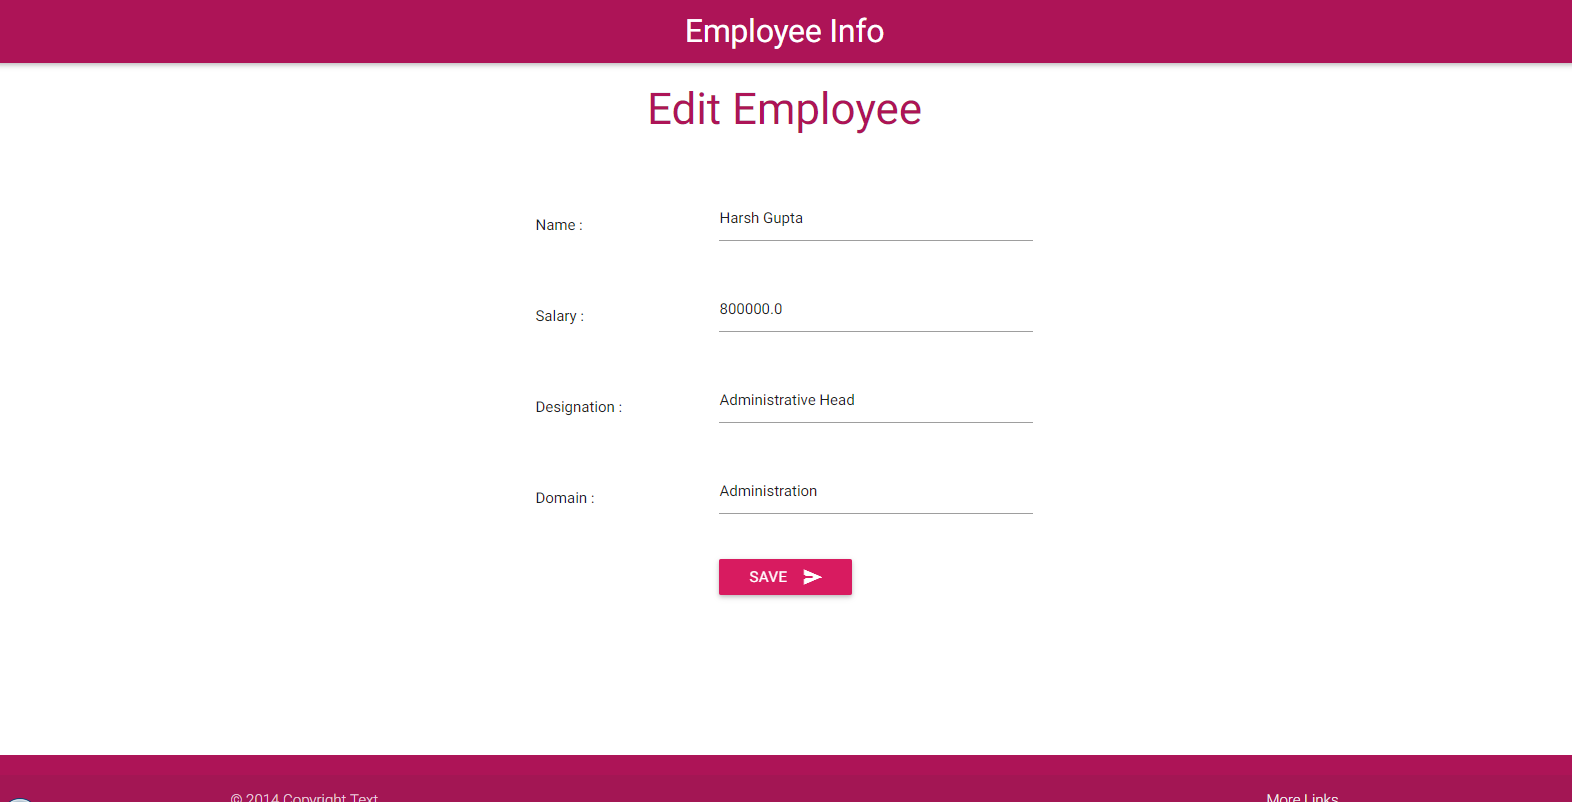 Employee Info
Edit Employee
Name :
Harsh Gupta
Salary :
800000.0
Designation :
Administrative Head
Domain :
Administration
SAVE
© 2014 Copyright Text
More Links